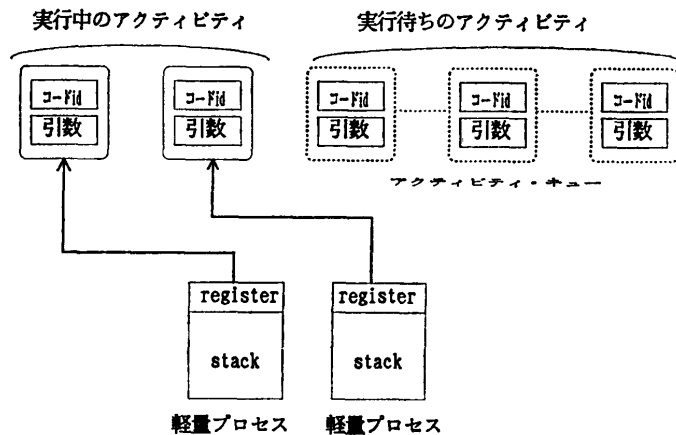 実行中のアクティビティ
実行待ちのアクティビティ
コードid
引数
コードid
引数
コードid
引数
コードid
引数
コードid
引数
アクティビティ・キュー
register
stack
register
stack
軽量プロセス
軽量プロセス